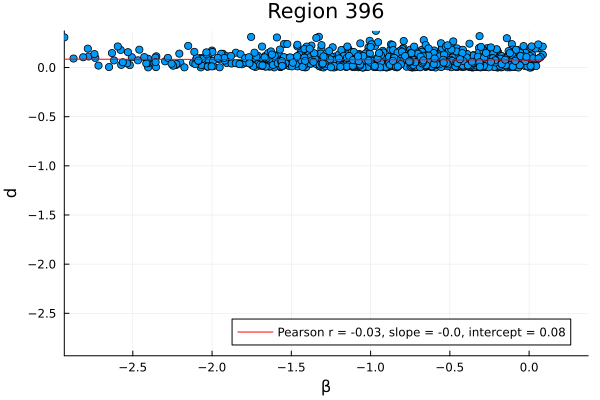 Region 396
0.0
−0.5
−1.0
−1.5
−2.0
−2.5
d
Pearson r = -0.03, slope = -0.0, intercept = 0.08
−2.5 −2.0 −1.5 −1.0 −0.5 0.0
β